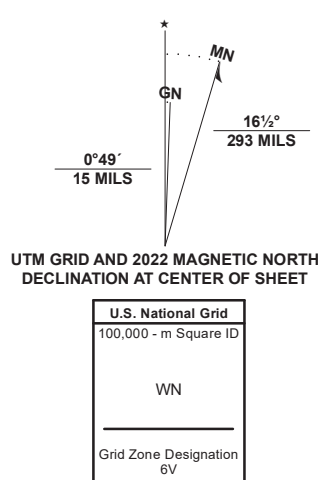 ★
MN
GN
16½°
293 MILS
0°49´
15 MILS
UTM GRID AND 2022 MAGNETIC NORTH
DECLINATION AT CENTER OF SHEET
U.S. National Grid
100,000 - m Square ID
WN
Grid Zone Designation
6V